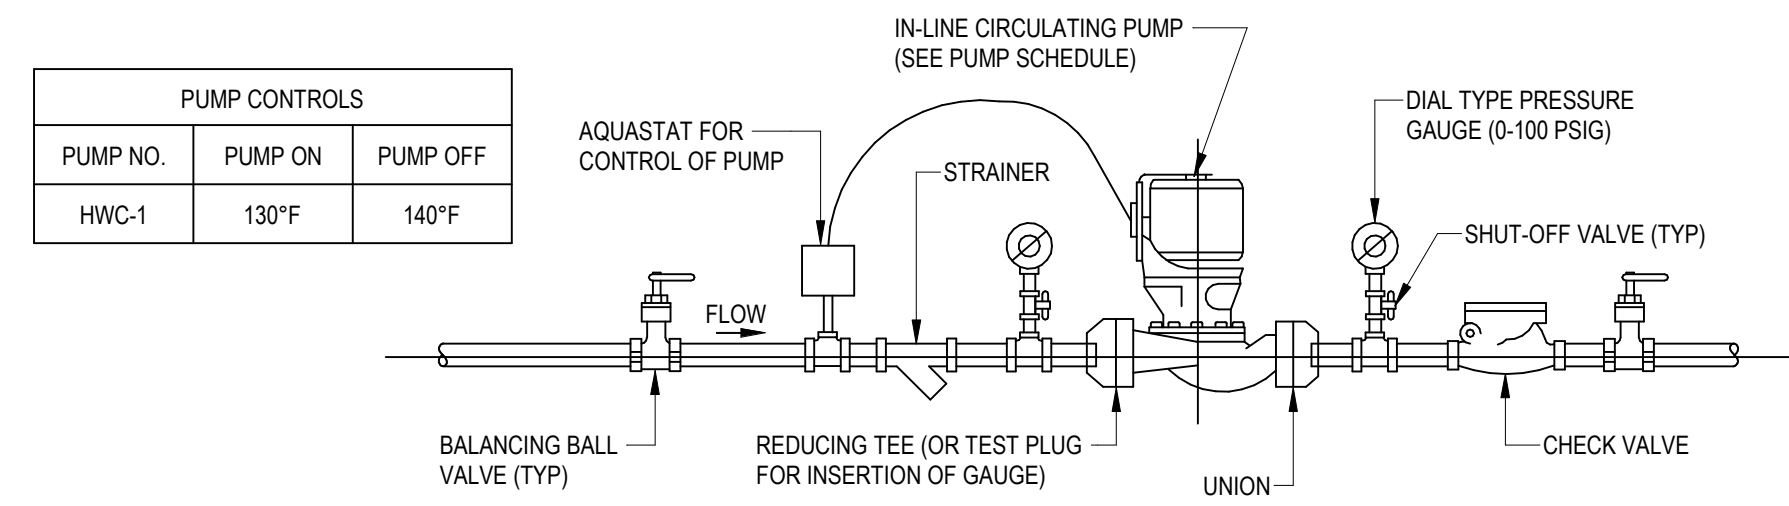 PUMP CONTROLS
PUMP NO. PUMP ON PUMP OFF
HWC-1 130°F 140°F
IN-LINE CIRCULATING PUMP
(SEE PUMP SCHEDULE)
AQUASTAT FOR
CONTROL OF PUMP
STRAINER
DIAL TYPE PRESSURE
GAUGE (0-100 PSIG)
SHUT-OFF VALVE (TYP)
FLOW
BALANCING BALL
VALVE (TYP)
REDUCING TEE (OR TEST PLUG
FOR INSERTION OF GAUGE)
UNION
CHECK VALVE